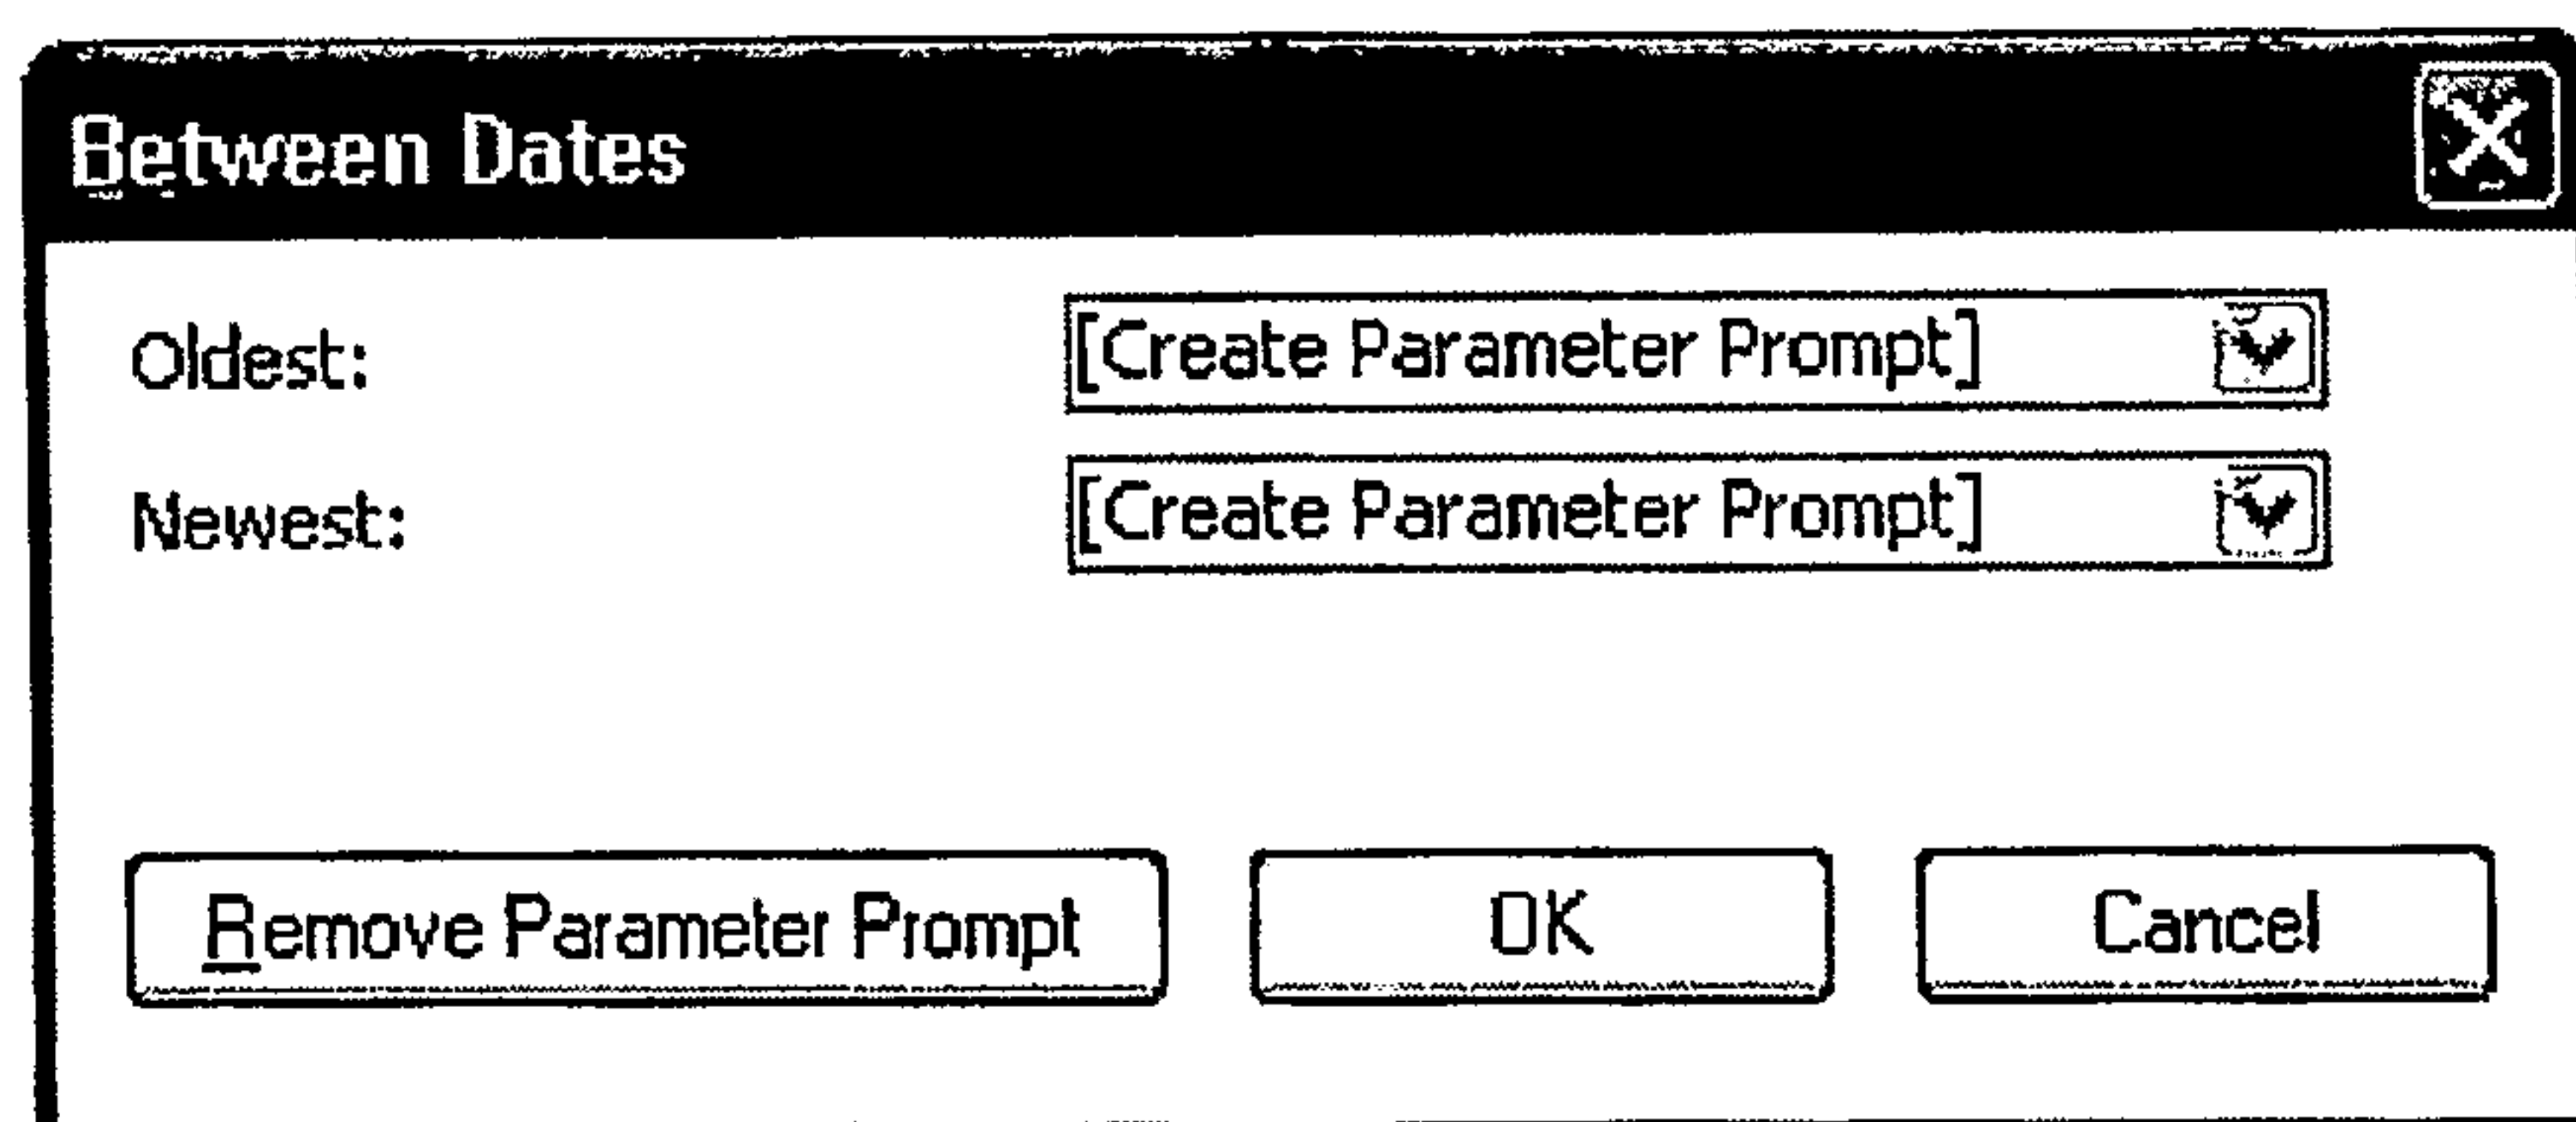 Between Dates
Oldest: [Create Parameter Prompt]
Newest: [Create Parameter Prompt]
Remove Parameter Prompt OK Cancel